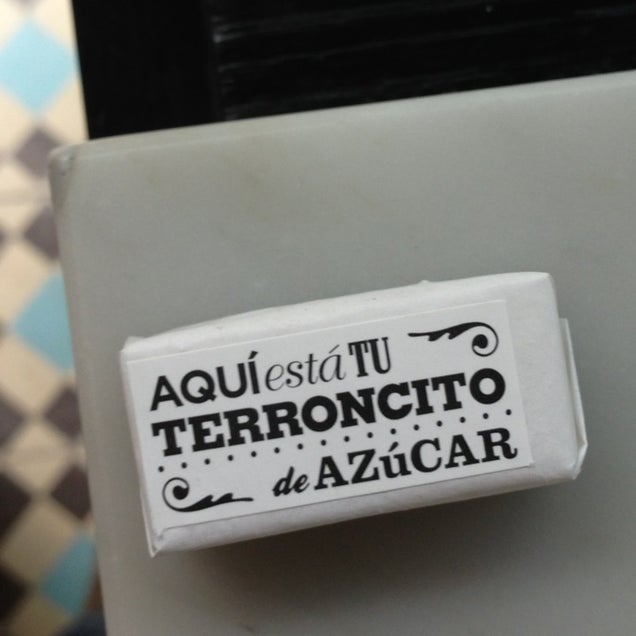 AQUÍ está TU
TERRONCITO
de AZúCAR